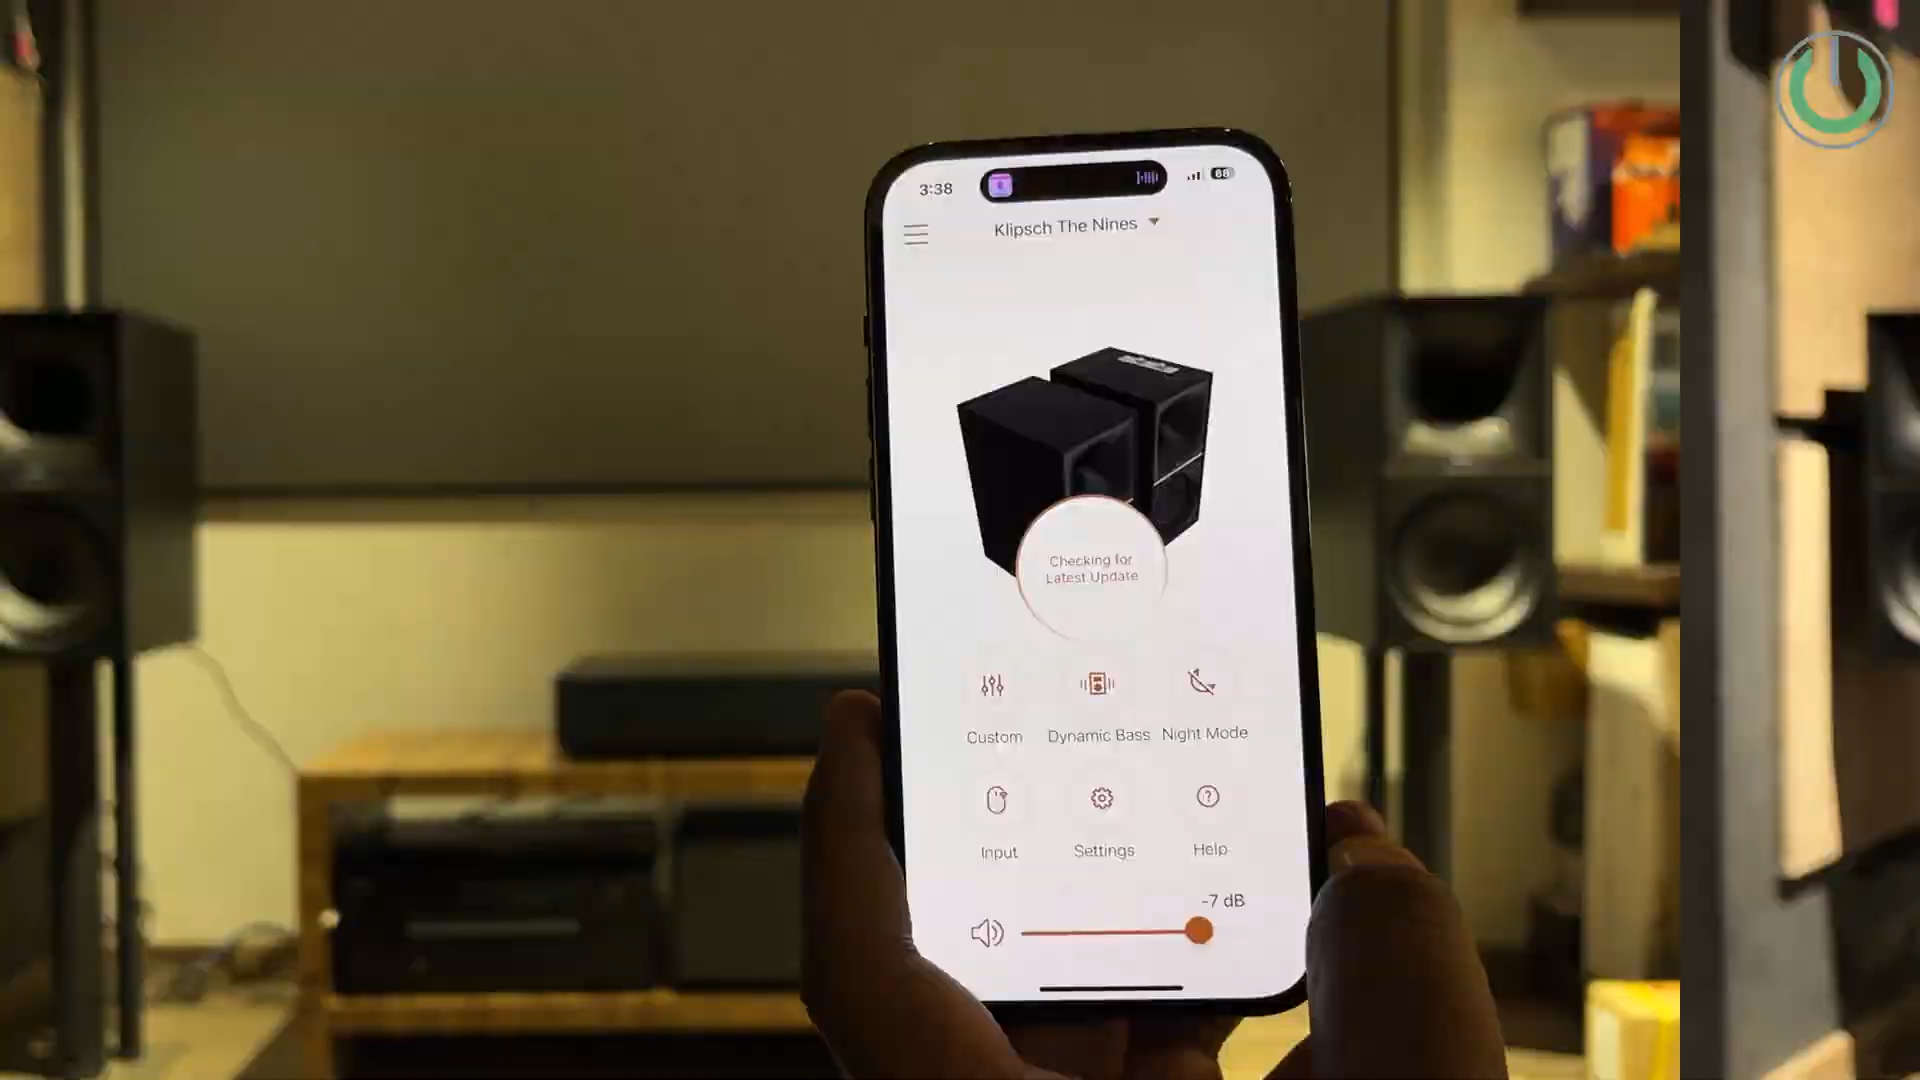 3:38
68
Klipsch The Nines
Checking for
Latest Update
Custom
Dynamic Bass
Night Mode
Input
Settings
Help
-7 dB